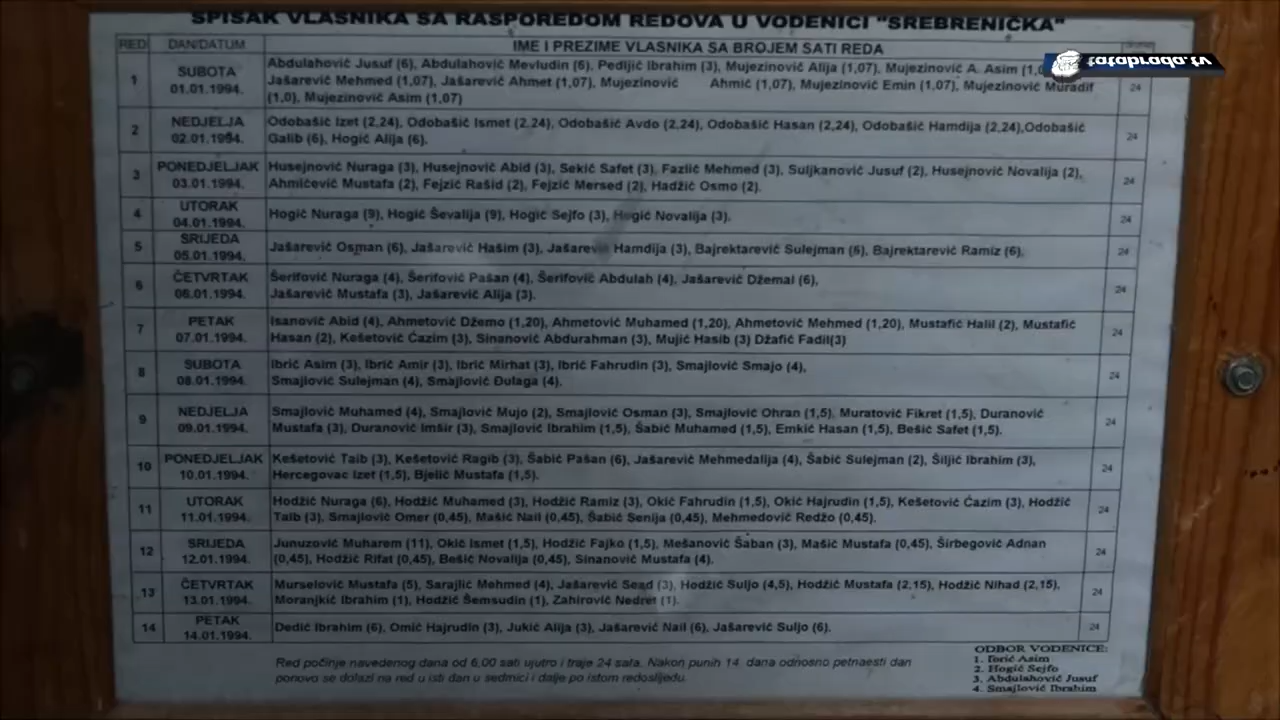 SPISAK VLASNIKA SA RASPOREDOM REDOVA U VODENICI "SREBRENIČKA"
RED DAN/DATUM IME I PREZIME VLASNIKA SA BROJEM SATI REDA
tatabrada.tv
1 SUBOTA 01.01.1994. Abdulahović Jusuf (6), Abdulahović Mevludin (6), Pedljić Ibrahim (3), Mujezinović Alija (1,07), Mujezinović A. Asim
Jašarević Mehmed (1,07), Jašarević Ahmet (1,07), Mujezinović Ahmić (1,07), Mujezinović Emin (1,07), Mujezinović Muradif
(1,0), Mujezinović Asim (1,07) 24
2 NEDJELJA 02.01.1994. Odobašić Izet (2,24), Odobašić Ismet (2,24), Odobašić Avdo (2,24), Odobašić Hasan (2,24), Odobašić Hamdija (2,24),Odobašić
Galib (6), Hogić Alija (6). 24
3 PONEDJELJAK 03.01.1994. Husejnović Nuraga (3), Husejnović Abid (3), Sekić Safet (3), Fazlić Mehmed (3), Suljkanović Jusuf (2), Husejnović Novalija (2),
Ahmičević Mustafa (2), Fejzić Rašid (2), Fejzić Mersed (2), Hadžić Osmo (2). 24
4 UTORAK 04.01.1994. Hogić Nuraga (9), Hogić Ševalija (9), Hogić Sejfo (3), Hogić Novalija (3). 24
5 SRIJEDA 05.01.1994. Jašarević Osman (6), Jašarević Hašim (3), Jašarević Hamdija (3), Bajrektarević Sulejman (6), Bajrektarević Ramiz (6), 24
6 ČETVRTAK 06.01.1994. Šerifović Nuraga (4), Šerifović Pašan (4), Šerifović Abdulah (4), Jašarević Džemal (6),
Jašarević Mustafa (3), Jašarević Alija (3). 24
7 PETAK 07.01.1994. Isanović Abid (4), Ahmetović Džemo (1,20), Ahmetović Muhamed (1,20), Ahmetović Mehmed (1,20), Mustafić Halil (2), Mustafić
Hasan (2), Kešetović Ćazim (3), Sinanović Abdurahman (3), Mujić Hasib (3) Džafić Fadil(3) 24
8 SUBOTA 08.01.1994. Ibrić Asim (3), Ibrić Amir (3), Ibrić Mirhat (3), Ibrić Fahrudin (3), Smajlović Smajo (4),
Smajlović Sulejman (4), Smajlović Đulaga (4). 24
9 NEDJELJA 09.01.1994. Smajlović Muhamed (4), Smajlović Mujo (2), Smajlović Osman (3), Smajlović Ohran (1,5), Muratović Fikret (1,5), Duranović
Mustafa (3), Duranović Imšir (3), Smajlović Ibrahim (1,5), Šabić Muhamed (1,5), Emkić Hasan (1,5), Bešić Safet (1,5). 24
10 PONEDJELJAK 10.01.1994. Kešetović Taib (3), Kešetović Ragib (3), Šabić Pašan (6), Jašarević Mehmedalija (4), Šabić Sulejman (2), Šiljić Ibrahim (3),
Hercegovac Izet (1,5), Bjelić Mustafa (1,5). 24
11 UTORAK 11.01.1994. Hodžić Nuraga (6), Hodžić Muhamed (3), Hodžić Ramiz (3), Okić Fahrudin (1,5), Okić Hajrudin (1,5), Kešetović Ćazim (3), Hodžić
Taib (3), Smajlović Omer (0,45), Mašić Nail (0,45), Šabić Senija (0,45), Mehmedović Redžo (0,45). 24
12 SRIJEDA 12.01.1994. Junuzović Muharem (11), Okić Ismet (1,5), Hodžić Fajko (1,5), Mešanović Šaban (3), Mašić Mustafa (0,45), Širbegović Adnan
(0,45), Hodžić Rifat (0,45), Bešić Novalija (0,45), Sinanović Mustafa (4). 24
13 ČETVRTAK 13.01.1994. Murselović Mustafa (5), Sarajlić Mehmed (4), Jašarević Sead (3), Hodžić Suljo (4,5), Hodžić Mustafa (2,15), Hodžić Nihad (2,15),
Moranjkić Ibrahim (1), Hodžić Šemsudin (1), Zahirović Nedret (1). 24
14 PETAK 14.01.1994. Dedić Ibrahim (6), Omić Hajrudin (3), Jukić Alija (3), Jašarević Nail (6), Jašarević Suljo (6). 24
Red počinje navedenog dana od 6,00 sati ujutro i traje 24 sata. Nakon punih 14 dana odnosno petnaesti dan
ponovo se dolazi na red u isti dan u sedmici i dalje po istom redoslijedu.
ODBOR VODENICE:
1. Ibrić Asim
2. Hogić Sejfo
3. Abdulahović Jusuf
4. Smajlović Ibrahim